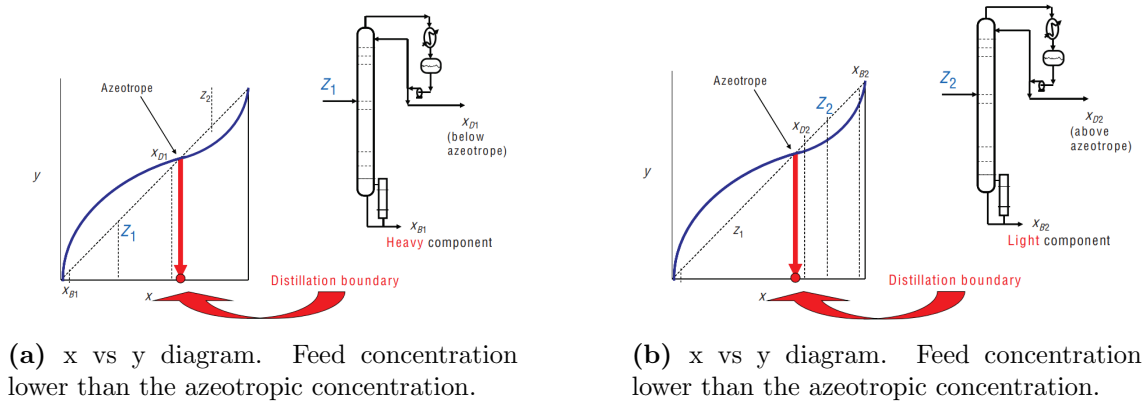 Azeotrope
z2
xD1
y
Z1
xB1
x
Z1
xD1
(below
azeotrope)
xB1
Heavy component
Distillation boundary
(a) x vs y diagram. Feed concentration
lower than the azeotropic concentration.
Azeotrope
xB2
Z2
xD2
y
z1
x
Z2
xD2
(above
azeotrope)
xB2
Light component
Distillation boundary
(b) x vs y diagram. Feed concentration
lower than the azeotropic concentration.